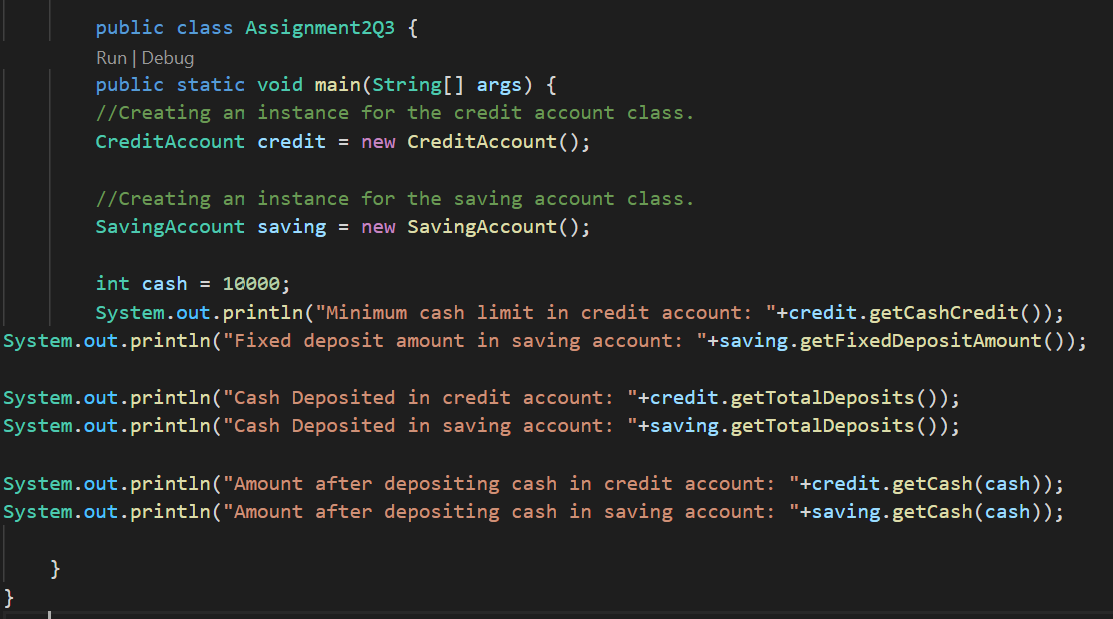 public class Assignment2Q3 {
Run | Debug
public static void main(String[] args) {
//Creating an instance for the credit account class.
CreditAccount credit = new CreditAccount();
//Creating an instance for the saving account class.
SavingAccount saving = new SavingAccount();
int cash = 10000;
System.out.println("Minimum cash limit in credit account: "+credit.getCashCredit());
System.out.println("Fixed deposit amount in saving account: "+saving.getFixedDepositAmount());
System.out.println("Cash Deposited in credit account: "+credit.getTotalDeposits());
System.out.println("Cash Deposited in saving account: "+saving.getTotalDeposits());
System.out.println("Amount after depositing cash in credit account: "+credit.getCash(cash));
System.out.println("Amount after depositing cash in saving account: "+saving.getCash(cash));
}
}